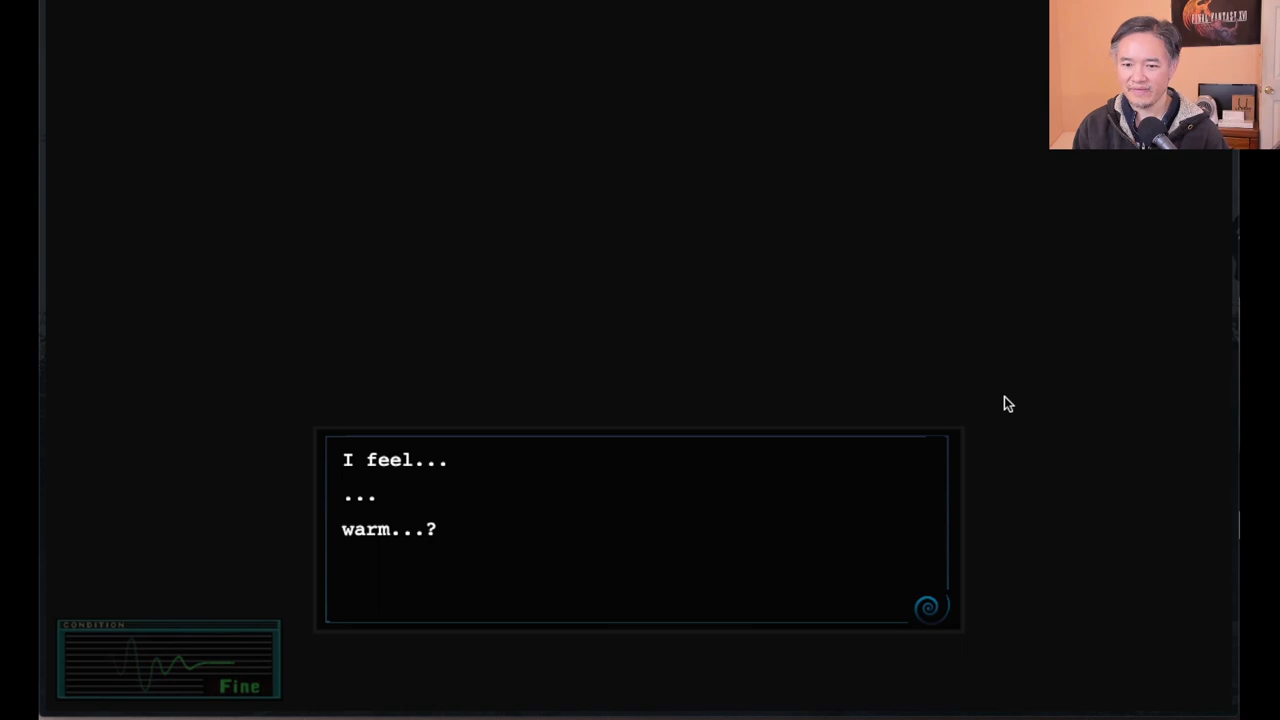 FINAL FANTASY XVI
I feel...
...
warm...?
CONDITION
Fine